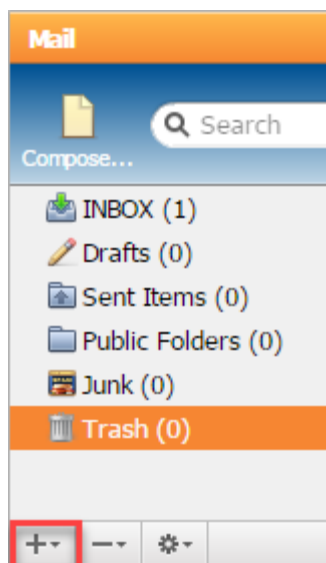 Mail
Search
Compose...
INBOX (1)
Drafts (0)
Sent Items (0)
Public Folders (0)
Junk (0)
Trash (0)